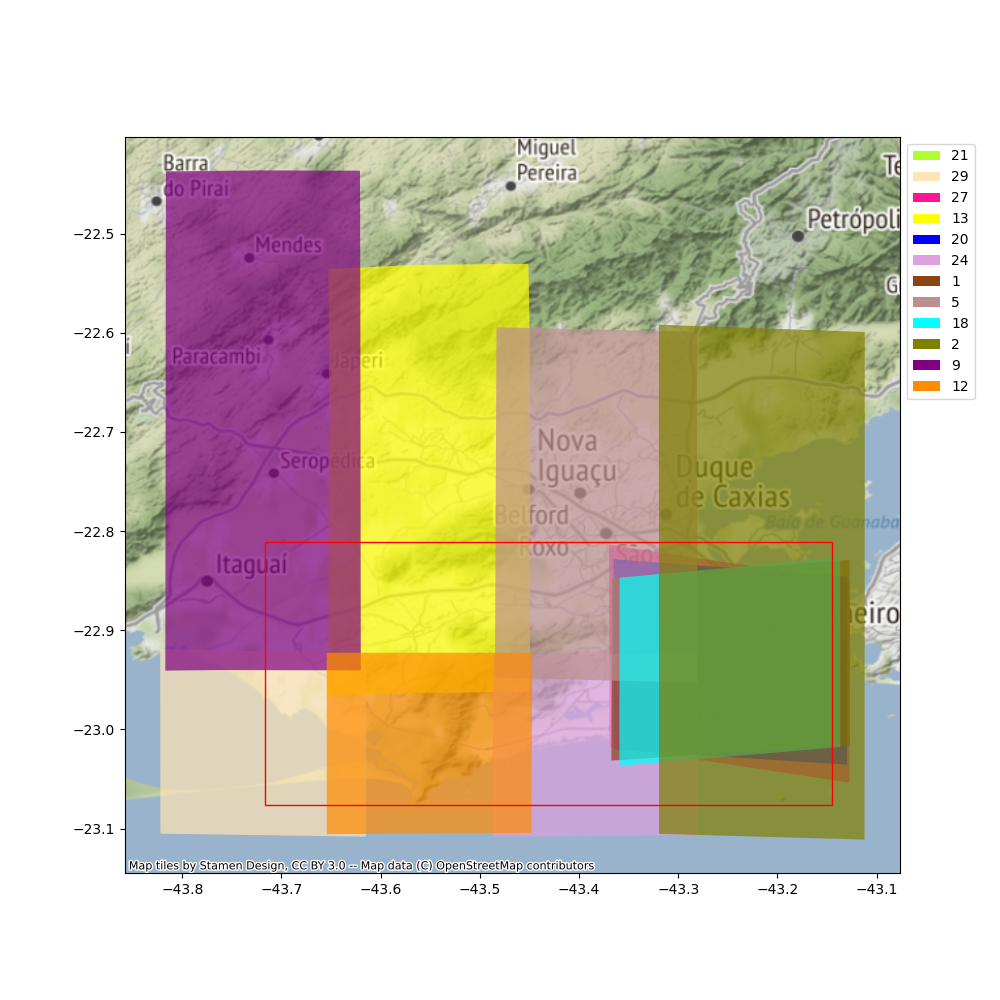 Miguel
Pereira
Barra
do Pirai
Te
Petrópoli
Mendes
G
i
Paracambi
Japeri
Nova
Iguaçu
Duque
de Caxias
Seropédica
Belford
Roxo
Baía de Guanaba
São
Itaguaí
eiro
Map tiles by Stamen Design, CC BY 3.0 -- Map data (C) OpenStreetMap contributors
−22.5
−22.6
−22.7
−22.8
−22.9
−23.0
−23.1
−43.8 −43.7 −43.6 −43.5 −43.4 −43.3 −43.2 −43.1
21
29
27
13
20
24
1
5
18
2
9
12